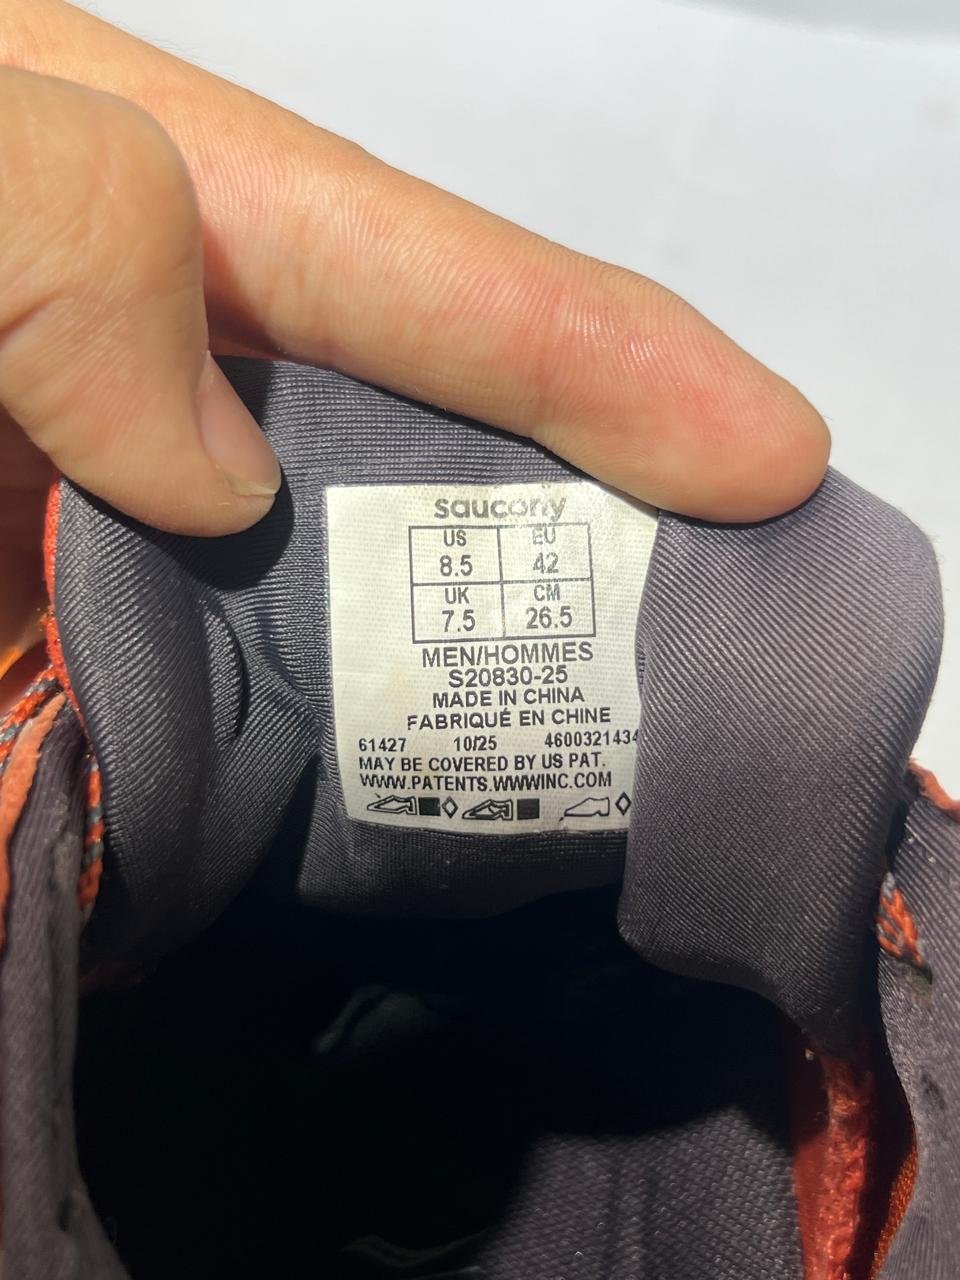 saucony
US EU
8.5 42
UK CM
7.5 26.5
MEN/HOMMES
S20830-25
MADE IN CHINA
FABRIQUÉ EN CHINE
61427 10/25 4600321434
MAY BE COVERED BY US PAT.
WWW.PATENTS.WWWINC.COM